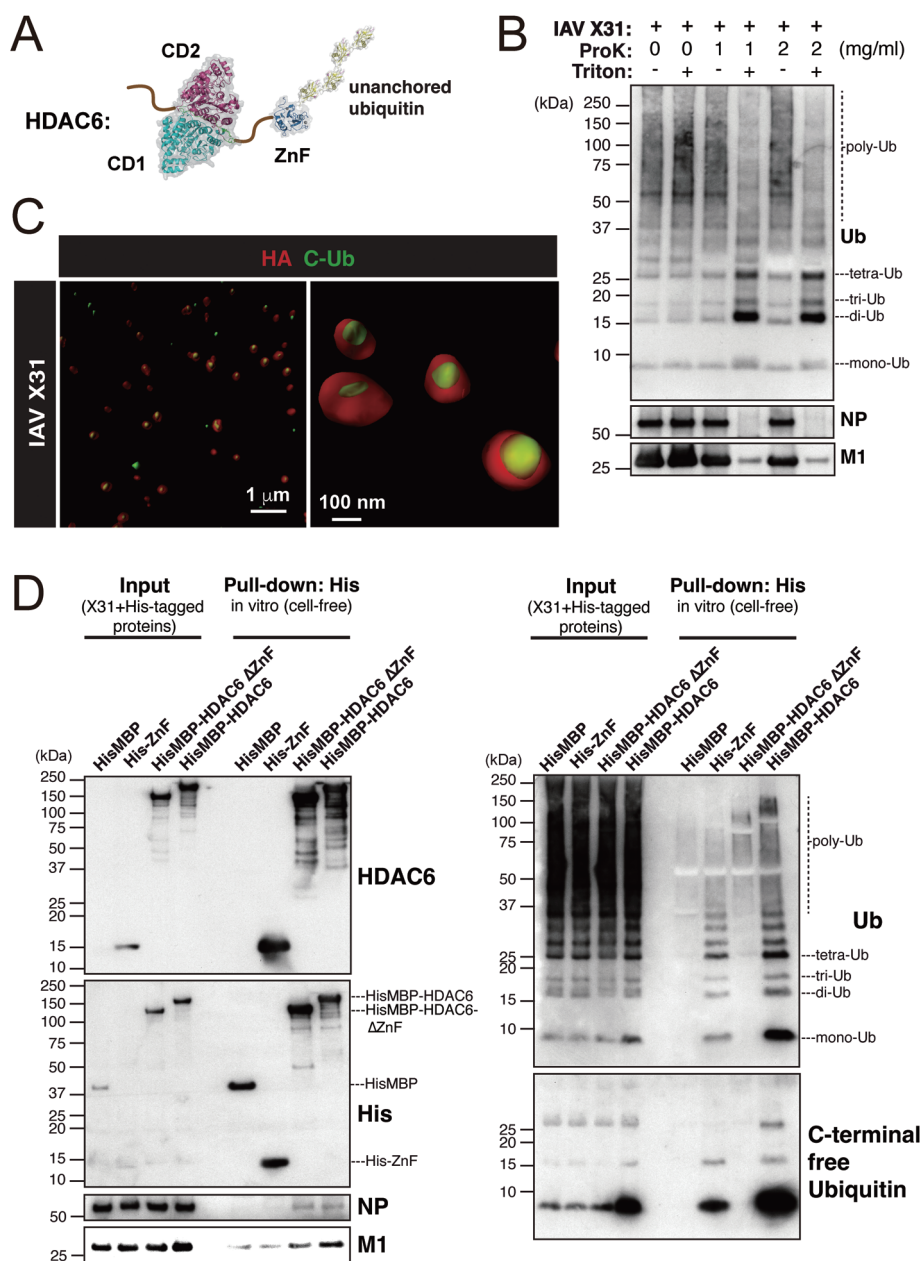 A
HDAC6:
CD2
CD1
ZnF
unanchored
ubiquitin
B
IAV X31: + + + + + +
ProK: 0 0 1 1 2 2 (mg/ml)
Triton: - + - + - +
(kDa)
250
150
100
75
50
37
25
20
15
10
poly-Ub
Ub
tetra-Ub
tri-Ub
di-Ub
mono-Ub
50
NP
25
M1
C
HA C-Ub
IAV X31
1 μm
100 nm
D
Input
(X31+His-tagged
proteins)
Pull-down: His
in vitro (cell-free)
HisMBP
His-ZnF
HisMBP-HDAC6 ΔZnF
HisMBP-HDAC6
HisMBP
His-ZnF
HisMBP-HDAC6 ΔZnF
HisMBP-HDAC6
(kDa)
250
150
100
75
50
37
25
20
15
10
HDAC6
250
150
100
75
50
37
25
20
15
10
HisMBP-HDAC6
HisMBP-HDAC6-
ΔZnF
HisMBP
His
His-ZnF
50
NP
25
M1
Input
(X31+His-tagged
proteins)
Pull-down: His
in vitro (cell-free)
HisMBP
His-ZnF
HisMBP-HDAC6 ΔZnF
HisMBP-HDAC6
HisMBP
His-ZnF
HisMBP-HDAC6 ΔZnF
HisMBP-HDAC6
(kDa)
250
150
100
75
50
37
25
20
15
10
poly-Ub
Ub
tetra-Ub
tri-Ub
di-Ub
mono-Ub
25
20
15
10
C-terminal
free
Ubiquitin